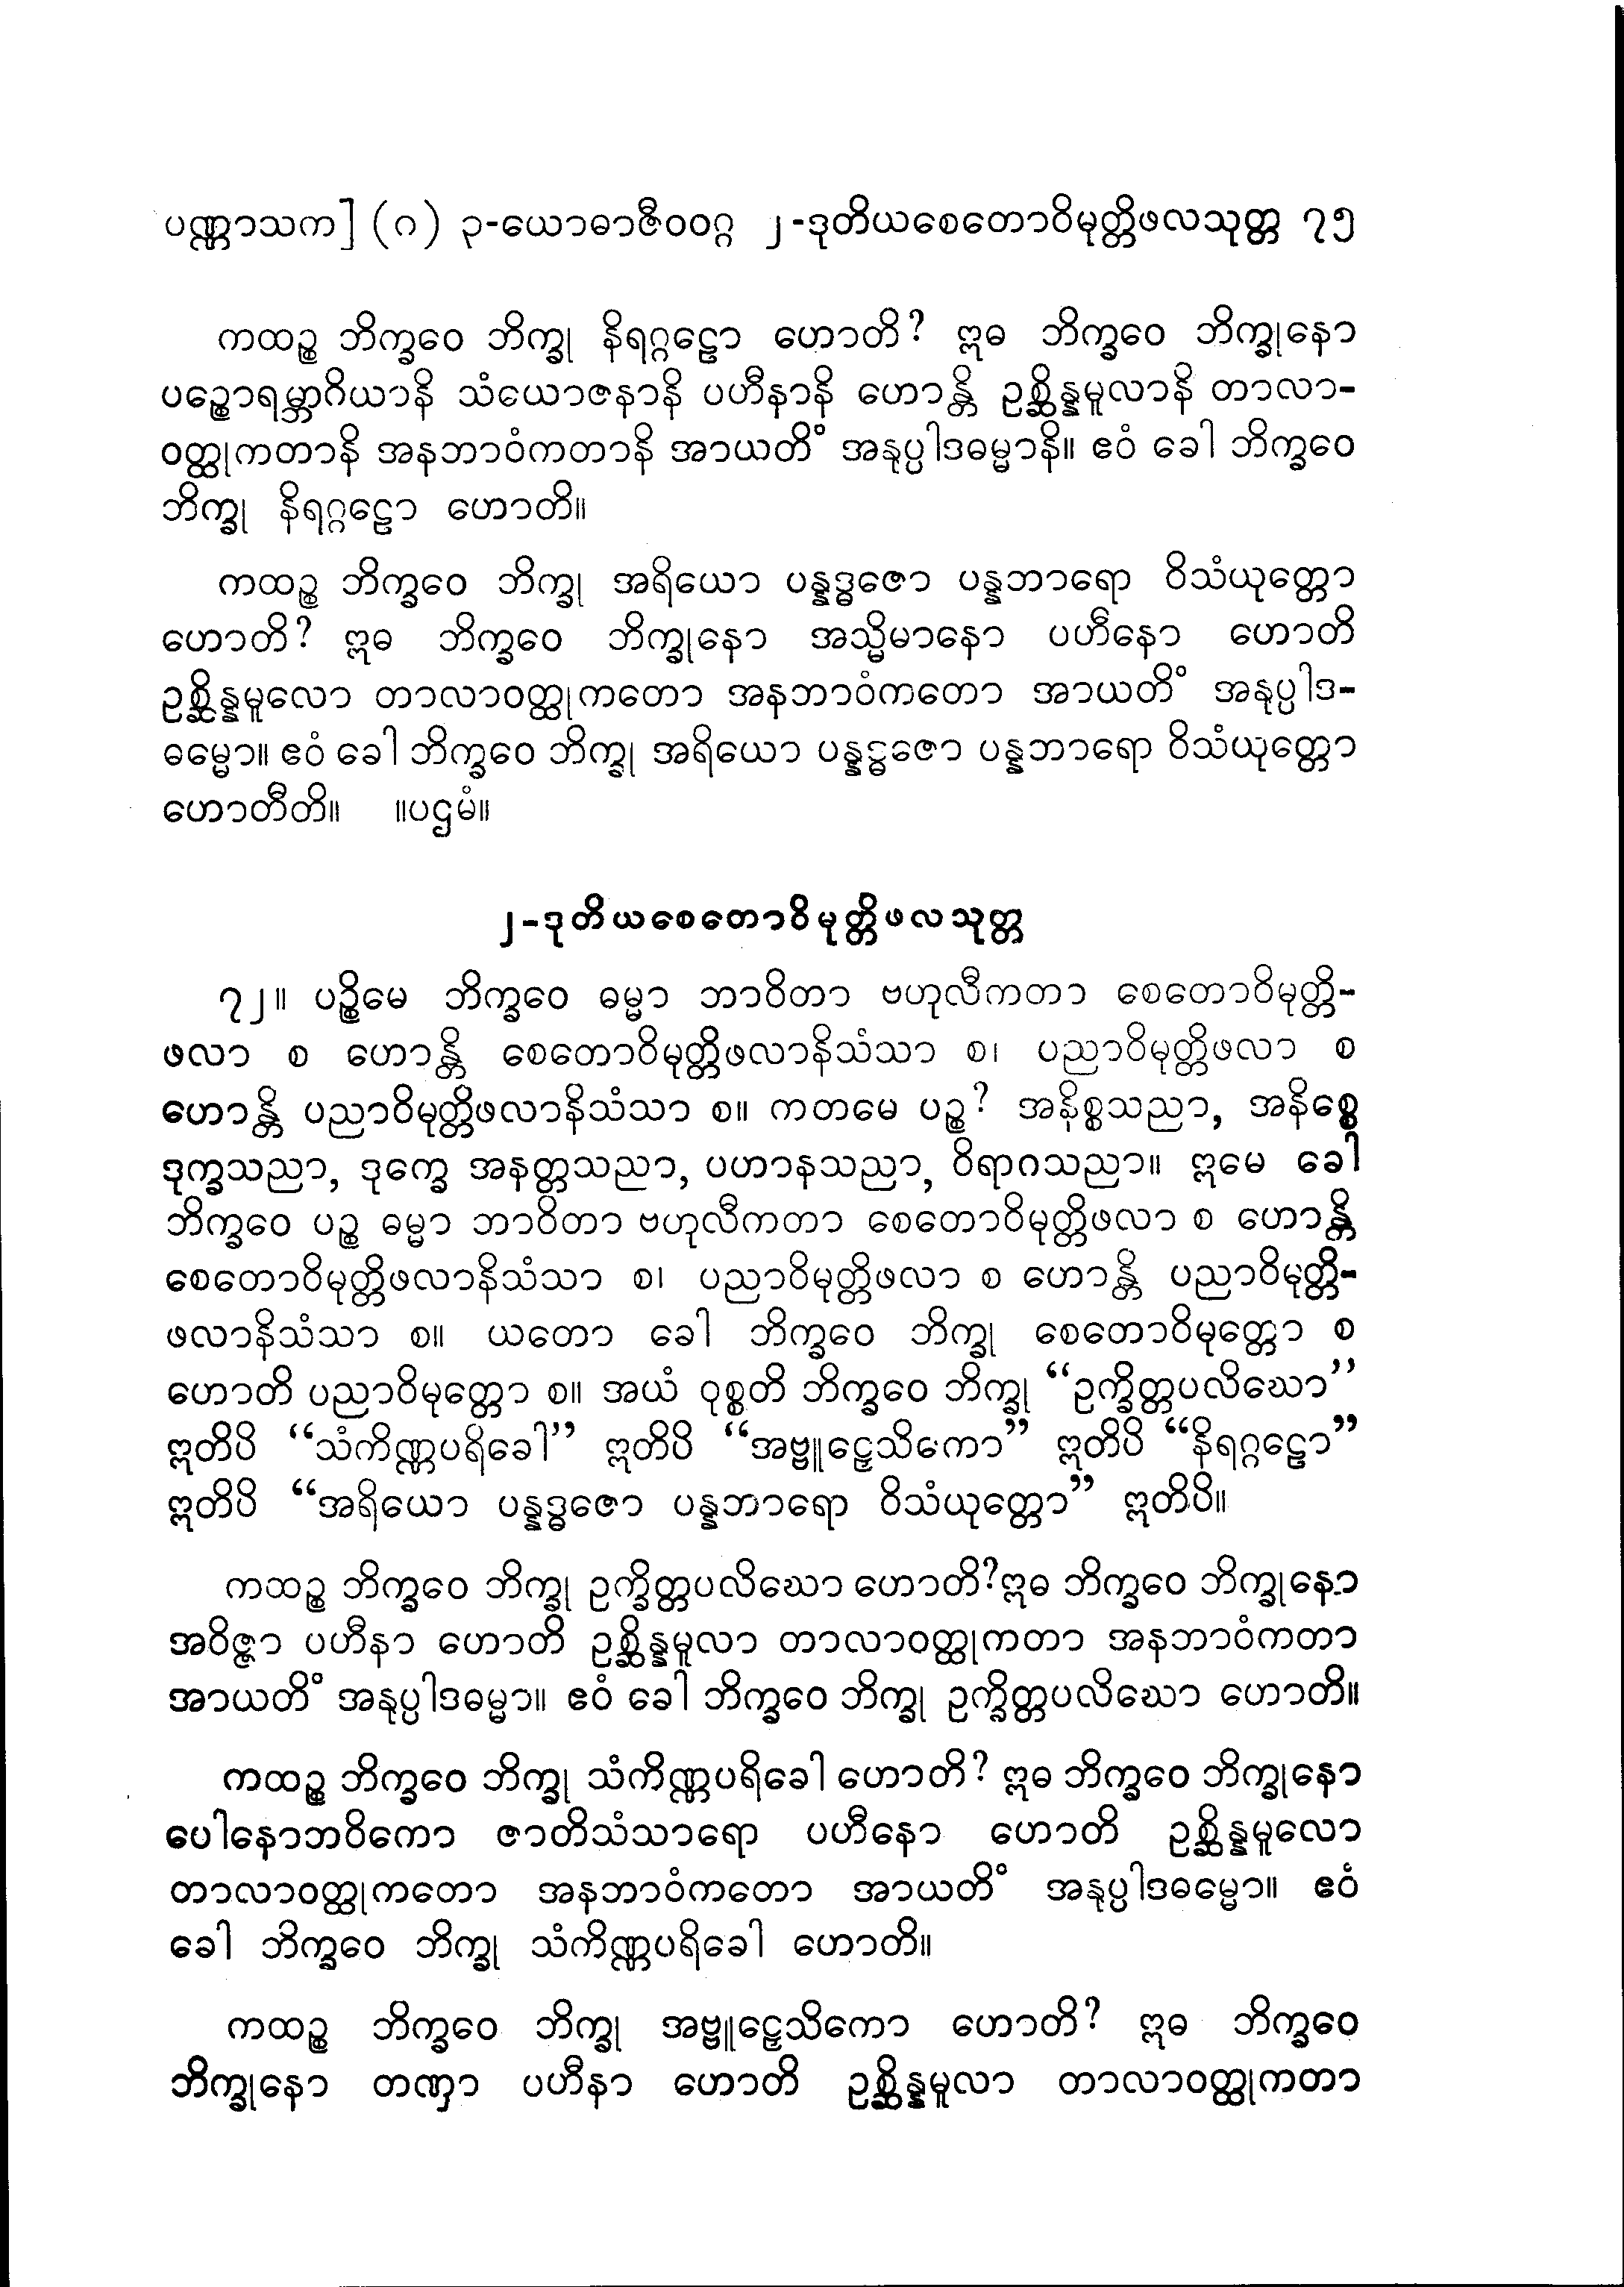 ပဏ္ဏာသက] (ဂ) ၃-ယောဓာဇီဝဝဂ္ဂ ၂-ဒုတိယစေတောဝိမုတ္တိဖလသုတ္တ ၇၅
ကထဉ္စ ဘိက္ခဝေ ဘိက္ခု နိရဂ္ဂဠော ဟောတိ? ဣဓ ဘိက္ခဝေ ဘိက္ခုနော
ပဉ္စောရမ္ဘာဂိယာနိ သံယောဇနာနိ ပဟီနာနိ ဟောန္တိ ဥစ္ဆိန္နမူလာနိ တာလာ-
ဝတ္ထုကတာနိ အနဘာဝံကတာနိ အာယတိံ အနုပ္ပါဒဓမ္မာနိ။ ဧဝံ ခေါ ဘိက္ခဝေ
ဘိက္ခု နိရဂ္ဂဠော ဟောတိ။
ကထဉ္စ ဘိက္ခဝေ ဘိက္ခု အရိယော ပန္နဒ္ဓဇော ပန္နဘာရော ဝိသံယုတ္တော
ဟောတိ? ဣဓ ဘိက္ခဝေ ဘိက္ခုနော အသ္မိမာနော ပဟီနော ဟောတိ
ဥစ္ဆိန္နမူလော တာလာဝတ္ထုကတော အနဘာဝံကတော အာယတိံ အနုပ္ပါဒ-
ဓမ္မော။ ဧဝံ ခေါ ဘိက္ခဝေ ဘိက္ခု အရိယော ပန္နဒ္ဓဇော ပန္နဘာရော ဝိသံယုတ္တော
ဟောတီတိ။ ။ပဌမံ။
၂-ဒုတိယစေတောဝိမုတ္တိဖလသုတ္တ
၇၂။ ပဉ္စိမေ ဘိက္ခဝေ ဓမ္မာ ဘာဝိတာ ဗဟုလီကတာ စေတောဝိမုတ္တိ-
ဖလာ စ ဟောန္တိ စေတောဝိမုတ္တိဖလာနိသံသာ စ၊ ပညာဝိမုတ္တိဖလာ စ
ဟောန္တိ ပညာဝိမုတ္တိဖလာနိသံသာ စ။ ကတမေ ပဉ္စ? အနိစ္စသညာ, အနိစ္စေ
ဒုက္ခသညာ, ဒုက္ခေ အနတ္တသညာ, ပဟာနသညာ, ဝိရာဂသညာ။ ဣမေ ခေါ
ဘိက္ခဝေ ပဉ္စ ဓမ္မာ ဘာဝိတာ ဗဟုလီကတာ စေတောဝိမုတ္တိဖလာ စ ဟောန္တိ
စေတောဝိမုတ္တိဖလာနိသံသာ စ၊ ပညာဝိမုတ္တိဖလာ စ ဟောန္တိ ပညာဝိမုတ္တိ-
ဖလာနိသံသာ စ။ ယတော ခေါ ဘိက္ခဝေ ဘိက္ခု စေတောဝိမုတ္တော စ
ဟောတိ ပညာဝိမုတ္တော စ။ အယံ ဝုစ္စတိ ဘိက္ခဝေ ဘိက္ခု “ဥက္ခိတ္တပလိဃော”
ဣတိပိ “သံကိဏ္ဏပရိခေါ” ဣတိပိ “အဗ္ဗူဠှေသိကော” ဣတိပိ “နိရဂ္ဂဠော”
ဣတိပိ “အရိယော ပန္နဒ္ဓဇော ပန္နဘာရော ဝိသံယုတ္တော” ဣတိပိ။
ကထဉ္စ ဘိက္ခဝေ ဘိက္ခု ဥက္ခိတ္တပလိဃော ဟောတိ?ဣဓ ဘိက္ခဝေ ဘိက္ခုနော
အဝိဇ္ဇာ ပဟီနာ ဟောတိ ဥစ္ဆိန္နမူလာ တာလာဝတ္ထုကတာ အနဘာဝံကတာ
အာယတိံ အနုပ္ပါဒဓမ္မာ။ ဧဝံ ခေါ ဘိက္ခဝေ ဘိက္ခု ဥက္ခိတ္တပလိဃော ဟောတိ။
ကထဉ္စ ဘိက္ခဝေ ဘိက္ခု သံကိဏ္ဏပရိခေါ ဟောတိ? ဣဓ ဘိက္ခဝေ ဘိက္ခုနော
ပေါနောဘဝိကော ဇာတိသံသာရော ပဟီနော ဟောတိ ဥစ္ဆိန္နမူလော
တာလာဝတ္ထုကတော အနဘာဝံကတော အာယတိံ အနုပ္ပါဒဓမ္မော။ ဧဝံ
ခေါ ဘိက္ခဝေ ဘိက္ခု သံကိဏ္ဏပရိခေါ ဟောတိ။
ကထဉ္စ ဘိက္ခဝေ ဘိက္ခု အဗ္ဗူဠှေသိကော ဟောတိ? ဣဓ ဘိက္ခဝေ
ဘိက္ခုနော တဏှာ ပဟီနာ ဟောတိ ဥစ္ဆိန္နမူလာ တာလာဝတ္ထုကတာ